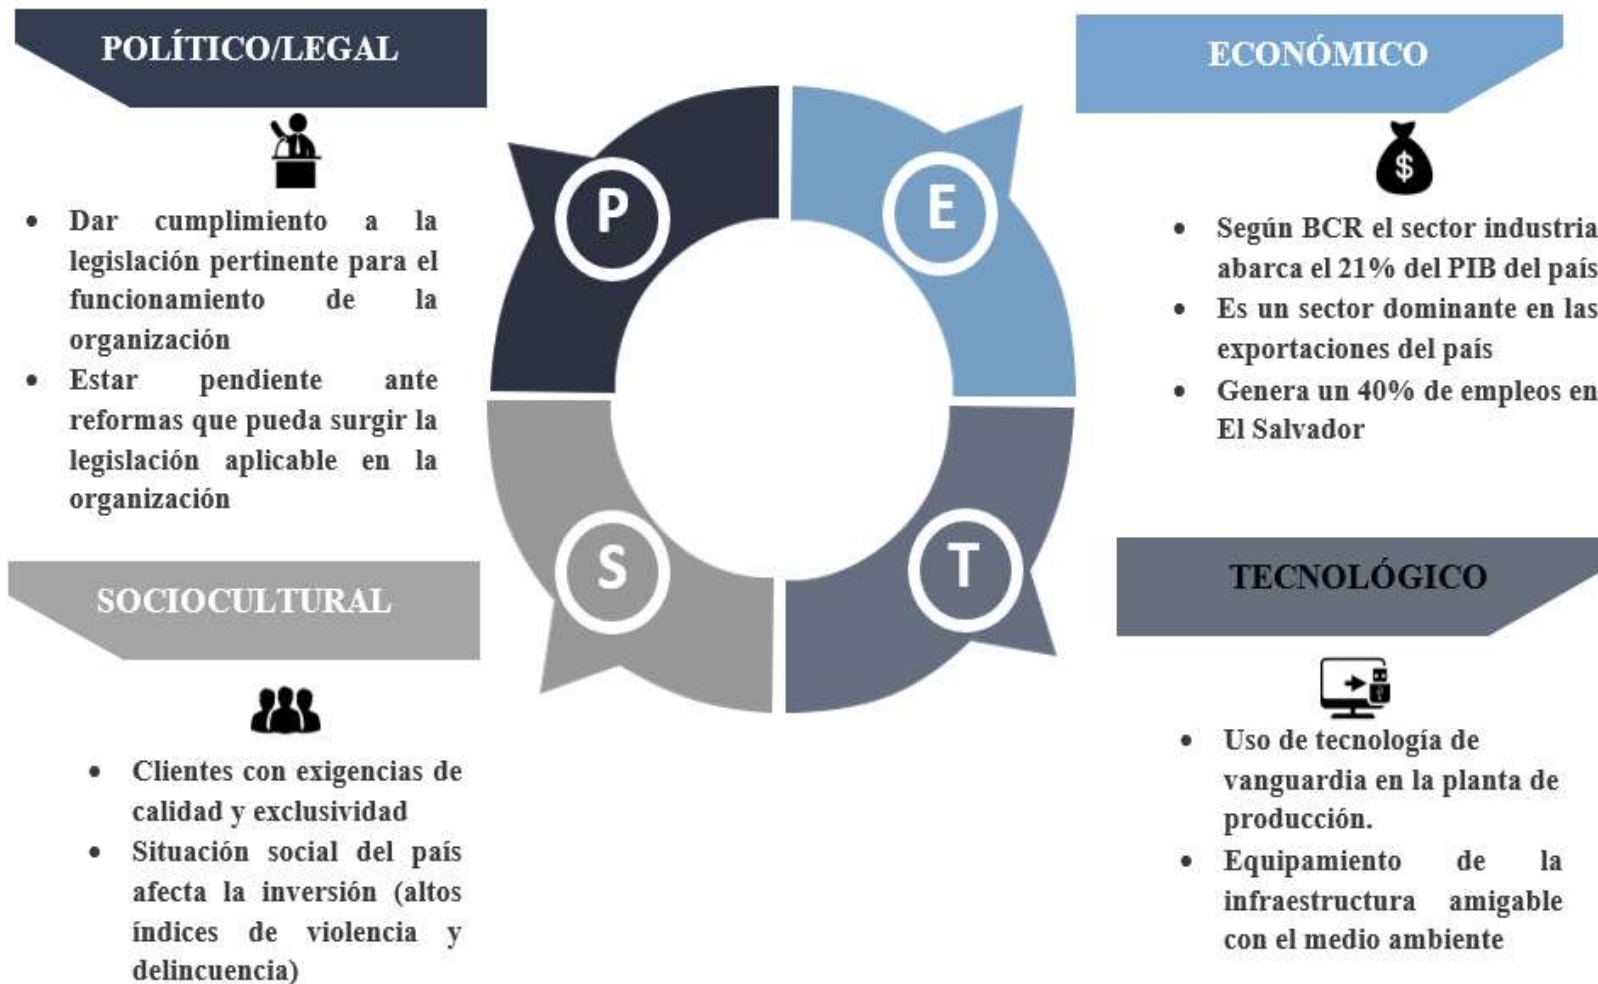 POLÍTICO/LEGAL
Dar cumplimiento a la
legislación pertinente para el
funcionamiento de la
organización
Estar pendiente ante
reformas que pueda surgir la
legislación aplicable en la
organización
ECONÓMICO
$
Según BCR el sector industria
abarca el 21% del PIB del país
Es un sector dominante en las
exportaciones del país
Genera un 40% de empleos en
El Salvador
P
E
S
T
SOCIOCULTURAL
Clientes con exigencias de
calidad y exclusividad
Situación social del país
afecta la inversión (altos
índices de violencia y
delincuencia)
TECNOLÓGICO
Uso de tecnología de
vanguardia en la planta de
producción.
Equipamiento de la
infraestructura amigable
con el medio ambiente